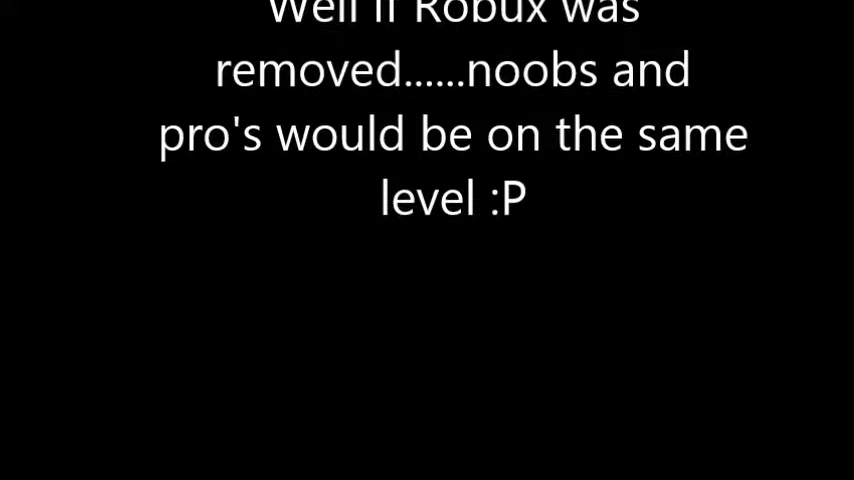 Well if Robux was
removed......noobs and
pro's would be on the same
level :P